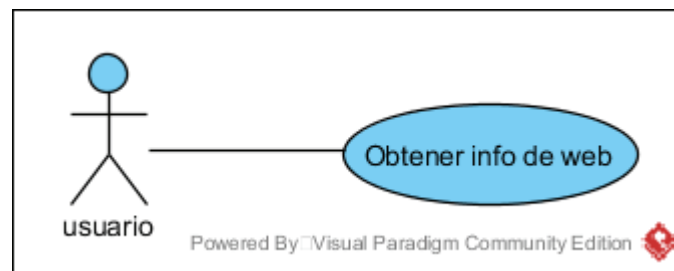 Obtener info de web
usuario
Powered By Visual Paradigm Community Edition